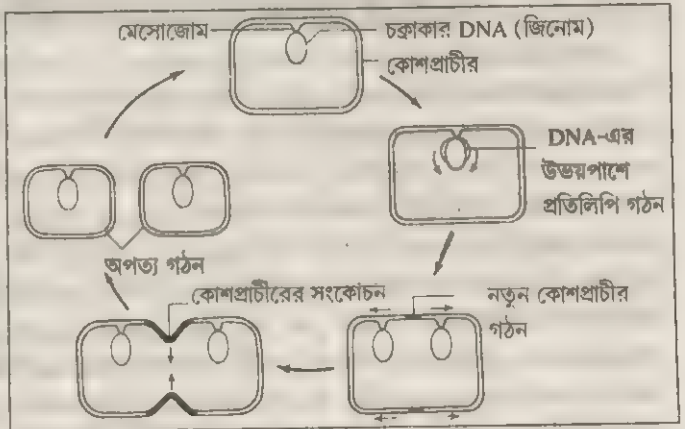 মেসোজোম
চক্রাকার DNA (জিনোম)
কোশপ্রাচীর
DNA-এর
উভয়পাশে
প্রতিলিপি গঠন
অপত্য গঠন
কোশপ্রাচীরের সংকোচন
নতুন কোশপ্রাচীর
গঠন